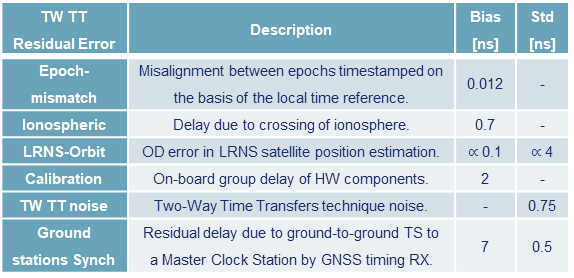 TW TT Residual Error Description Bias [ns] Std [ns]
Epoch-mismatch Misalignment between epochs timestamped on the basis of the local time reference. 0.012 -
Ionospheric Delay due to crossing of ionosphere. 0.7 -
LRNS-Orbit OD error in LRNS satellite position estimation. ∝ 0.1 ∝ 4
Calibration On-board group delay of HW components. 2 -
TW TT noise Two-Way Time Transfers technique noise. - 0.75
Ground stations Synch Residual delay due to ground-to-ground TS to a Master Clock Station by GNSS timing RX. 7 0.5